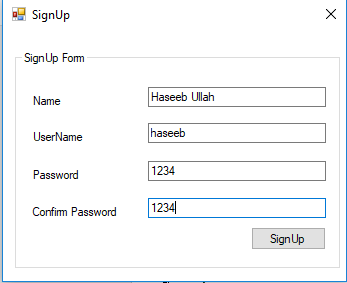 SignUp
SignUp Form
Name Haseeb Ullah
UserName haseeb
Password 1234
Confirm Password 1234
SignUp